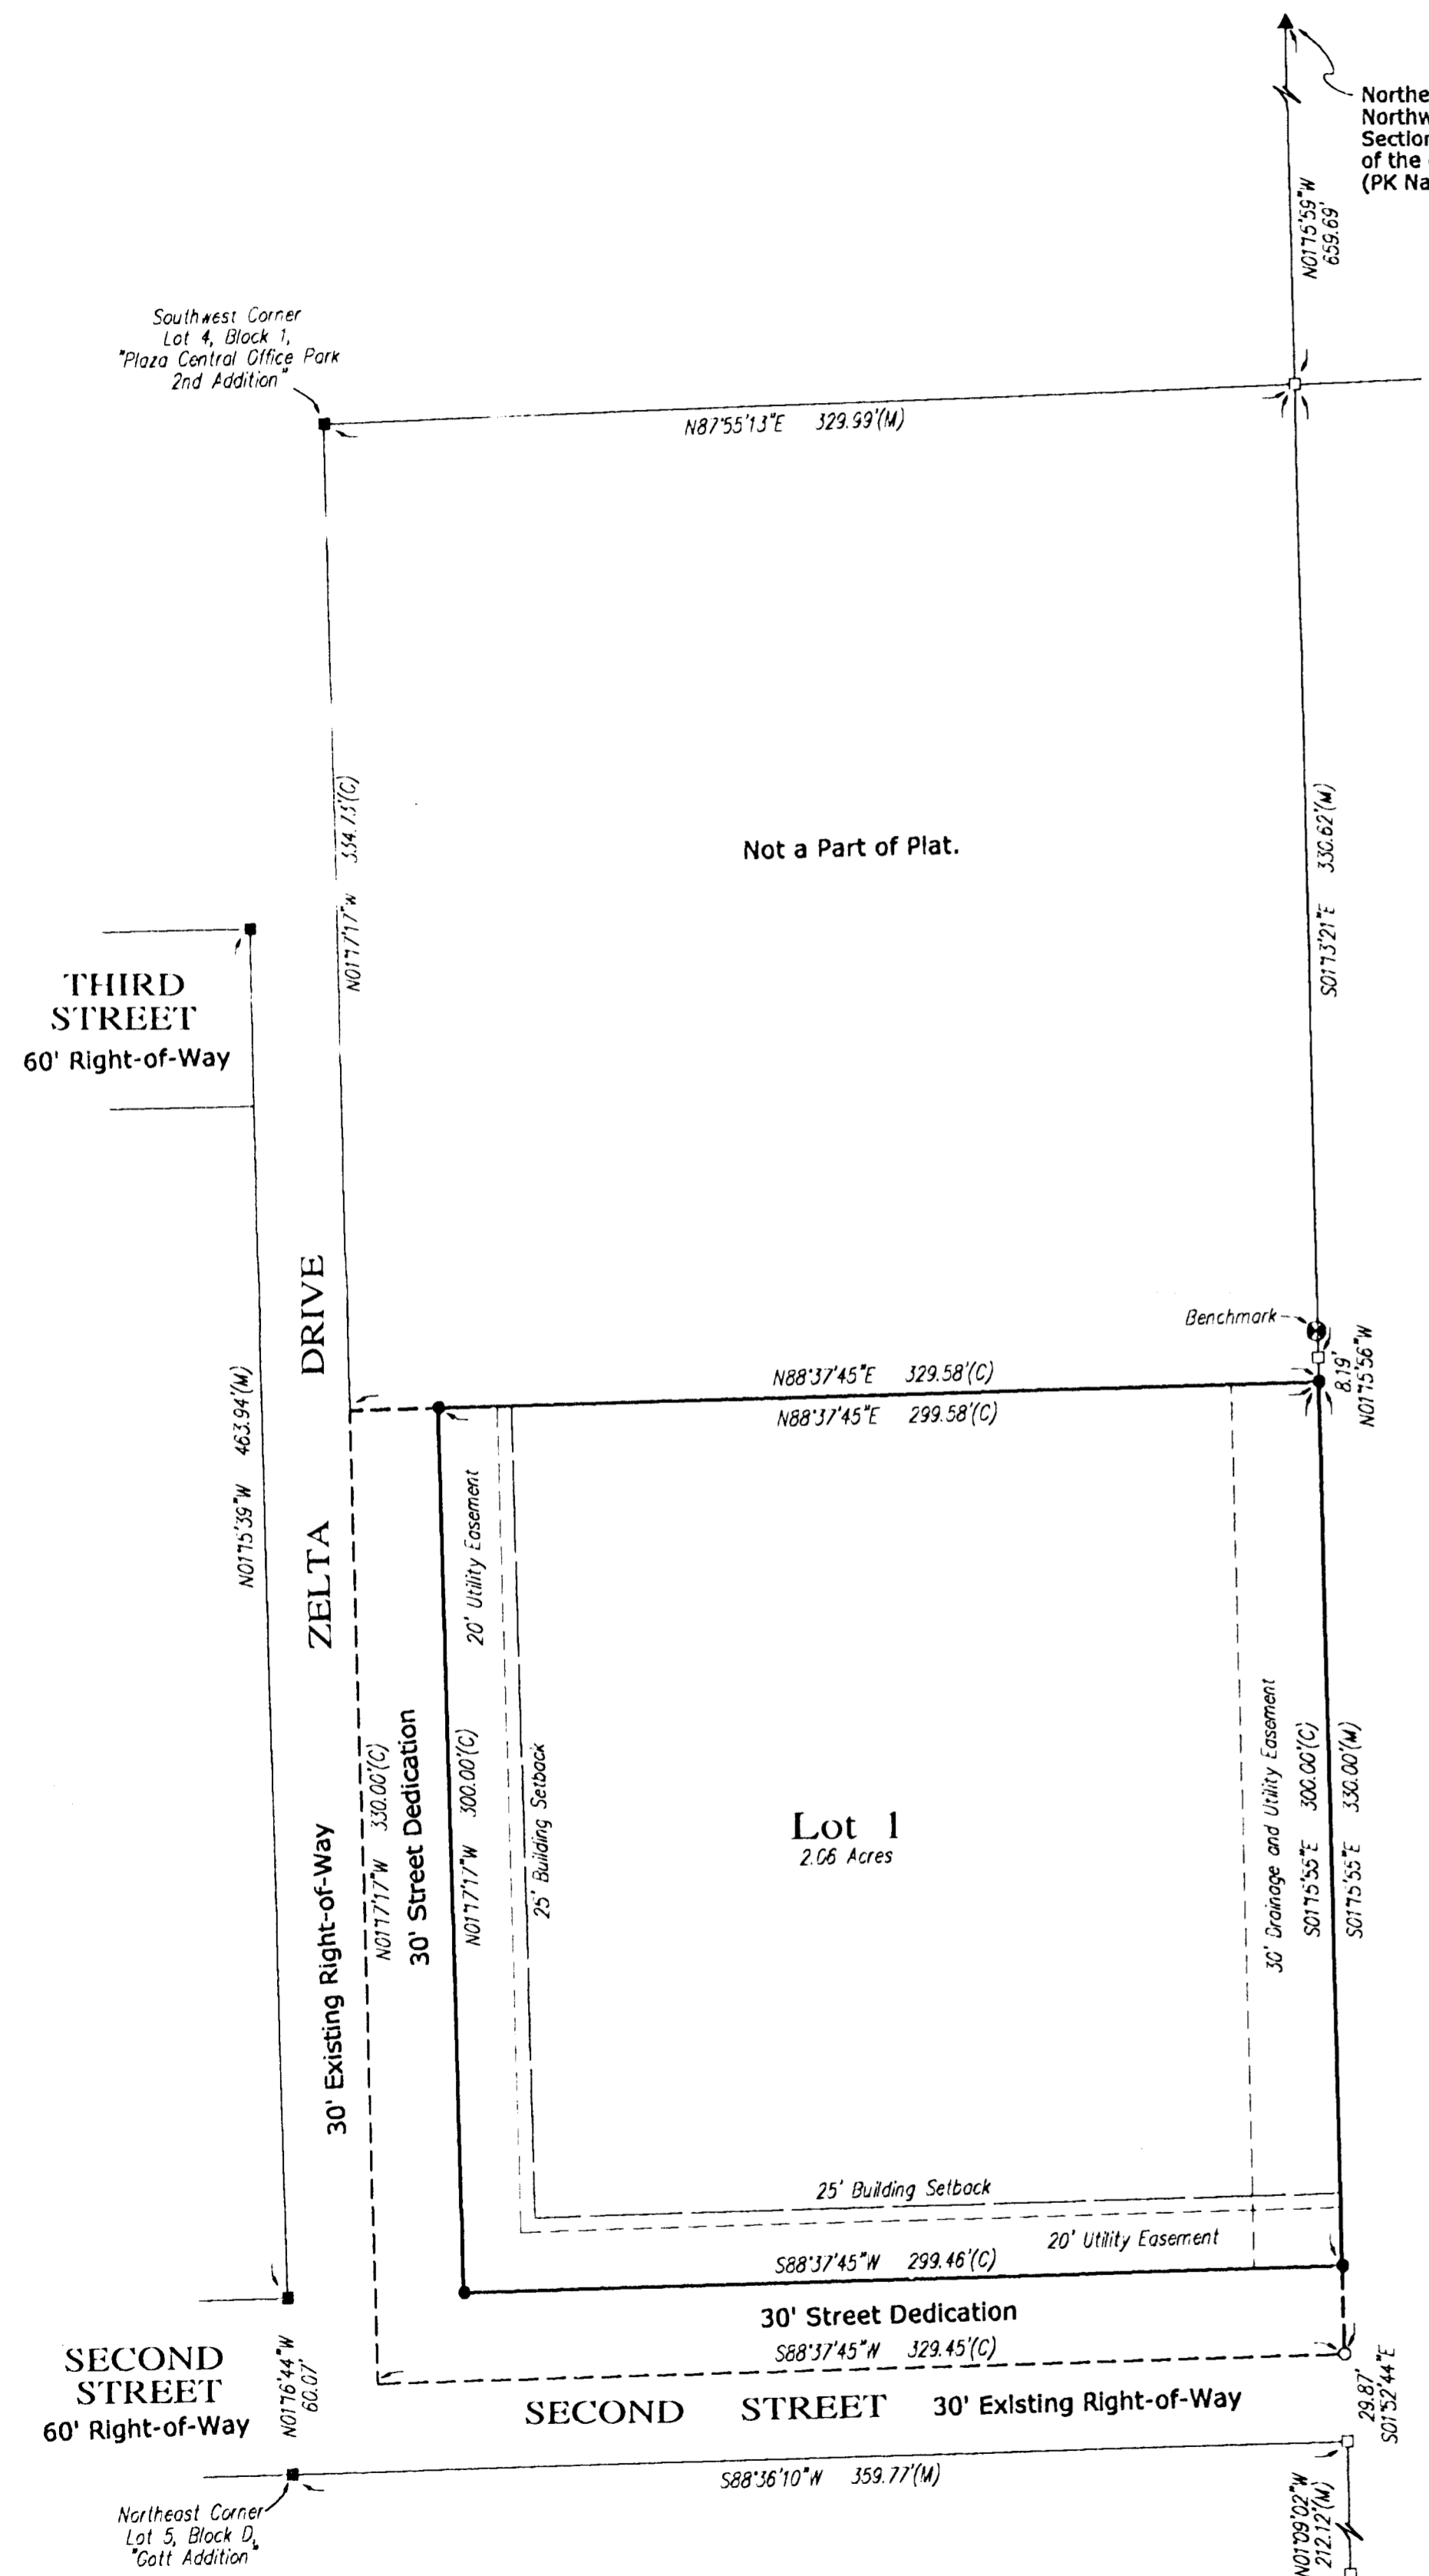 Northe
Northw
Section
of the
(PK Na
N01°15'59"W
659.69'
Southwest Corner
Lot 4, Block 1,
"Plaza Central Office Park
2nd Addition"
N87°55'13"E 329.99'(M)
N01°17'17"W 334.73'(C)
Not a Part of Plat.
S01°13'21"E 330.62'(M)
THIRD
STREET
60' Right-of-Way
Benchmark
8.19'
N01°15'56"W
N88°37'45"E 329.58'(C)
N88°37'45"E 299.58'(C)
N01°15'39"W 463.94'(M)
ZELTA DRIVE
30' Existing Right-of-Way
N01°17'17"W 330.00'(C)
30' Street Dedication
N01°17'17"W 300.00'(C)
20' Utility Easement
25' Building Setback
Lot 1
2.06 Acres
30' Drainage and Utility Easement
S01°15'55"E 300.00'(C)
S01°15'55"E 330.00'(M)
25' Building Setback
20' Utility Easement
S88°37'45"W 299.46'(C)
30' Street Dedication
S88°37'45"W 329.45'(C)
SECOND
STREET
60' Right-of-Way
N01°16'44"W
60.07'
SECOND STREET 30' Existing Right-of-Way
29.87'
S01°52'44"E
S88°36'10"W 359.77'(M)
Northeast Corner
Lot 5, Block D,
"Gott Addition"
N01°09'02"W
212.12'(M)